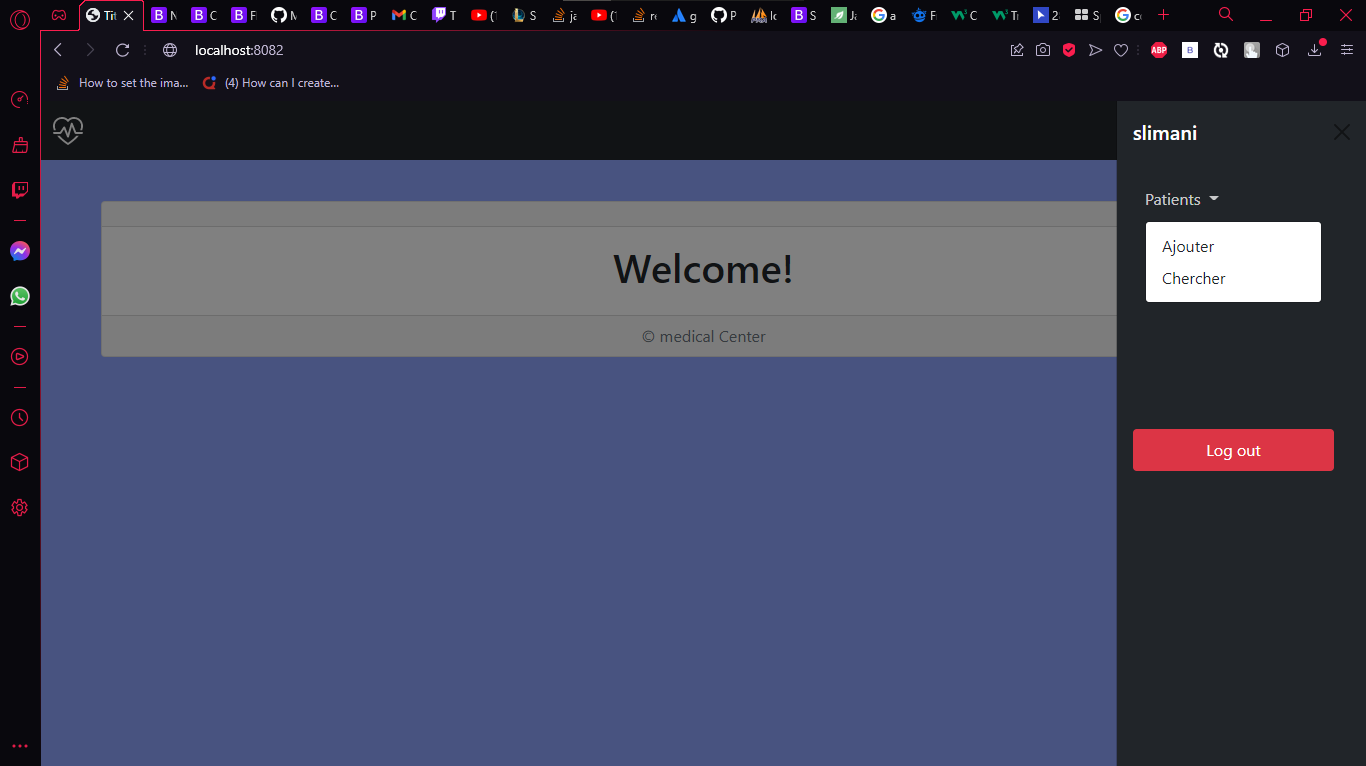 Tit
localhost:8082
ABP
B
How to set the ima...
(4) How can I create...
slimani
Patients
Ajouter
Chercher
Welcome!
© medical Center
Log out